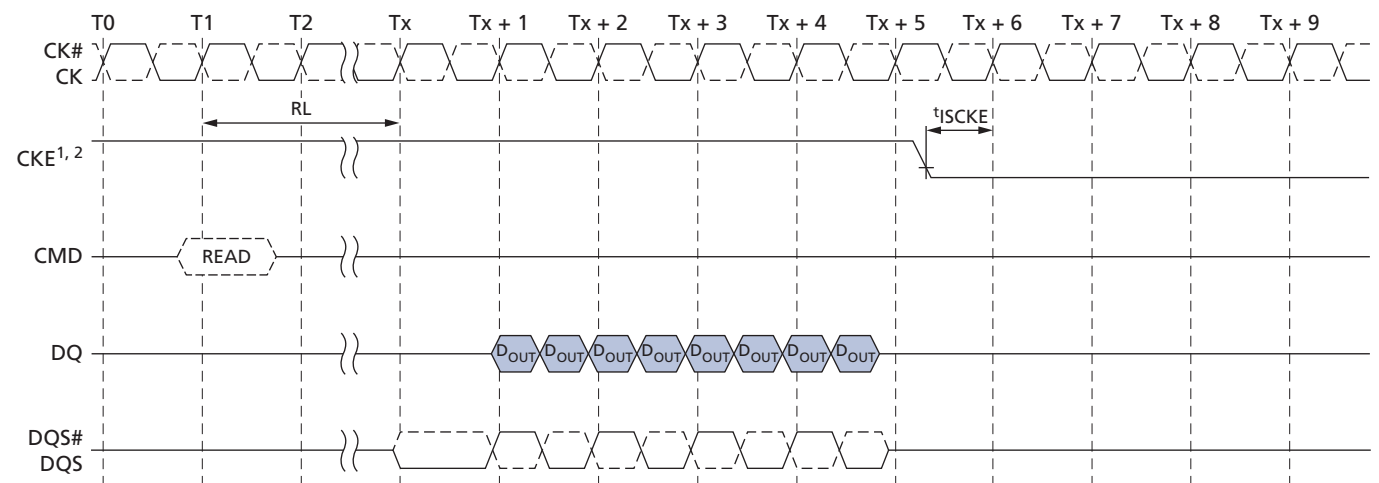 T0 T1 T2 Tx Tx + 1 Tx + 2 Tx + 3 Tx + 4 Tx + 5 Tx + 6 Tx + 7 Tx + 8 Tx + 9
CK#
CK
RL
tISCKE
CKE1, 2
CMD
READ
DQ
DOUT DOUT DOUT DOUT DOUT DOUT DOUT DOUT
DQS#
DQS